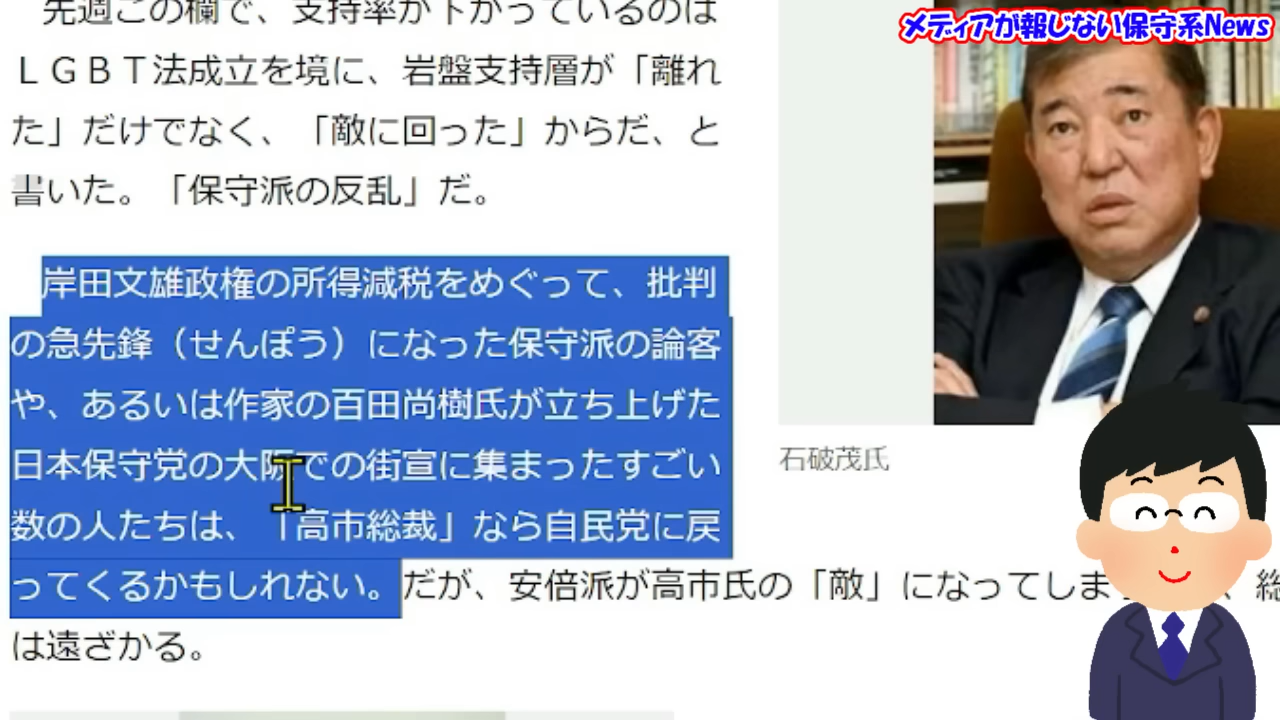 先週この欄で、支持率が下がっているのは
LGBT法成立を境に、岩盤支持層が「離れ
た」だけでなく、「敵に回った」からだ、と
書いた。「保守派の反乱」だ。
岸田文雄政権の所得減税をめぐって、批判
の急先鋒（せんぽう）になった保守派の論客
や、あるいは作家の百田尚樹氏が立ち上げた
日本保守党の大阪での街宣に集まったすごい
数の人たちは、「高市総裁」なら自民党に戻
ってくるかもしれない。だが、安倍派が高市氏の「敵」になってしま、総
は遠ざかる。
メディアが報じない保守系News
石破茂氏